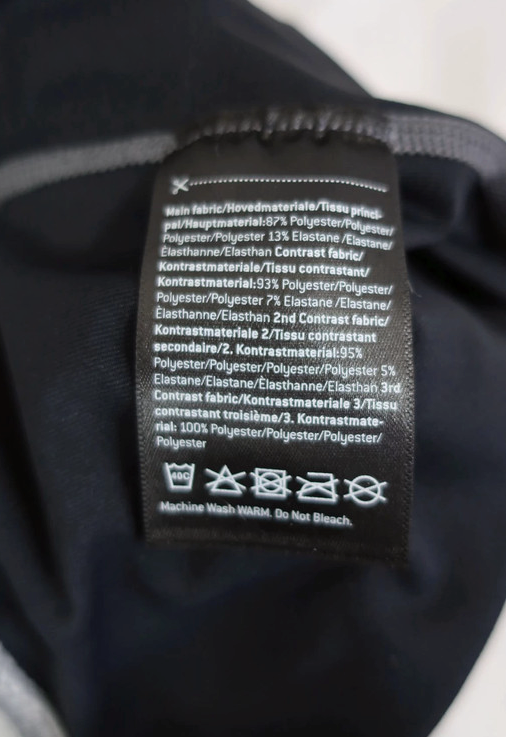 Main fabric/Hovedmateriale/Tissu princi-
pal/Hauptmaterial:87% Polyester/Polyester/
Polyester/Polyester 13% Elastane /Elastane/
Élasthanne/Elasthan Contrast fabric/
Kontrastmateriale/Tissu contrastant/
Kontrastmaterial:93% Polyester/Polyester/
Polyester/Polyester 7% Elastane /Elastane/
Élasthanne/Elasthan 2nd Contrast fabric/
Kontrastmateriale 2/Tissu contrastant
secondaire/2. Kontrastmaterial:95%
Polyester/Polyester/Polyester/Polyester 5%
Elastane/Elastane/Élasthanne/Elasthan 3rd
Contrast fabric/Kontrastmateriale 3/Tissu
contrastant troisième/3. Kontrastmate-
rial: 100% Polyester/Polyester/Polyester/
Polyester
40C
Machine Wash WARM. Do Not Bleach.